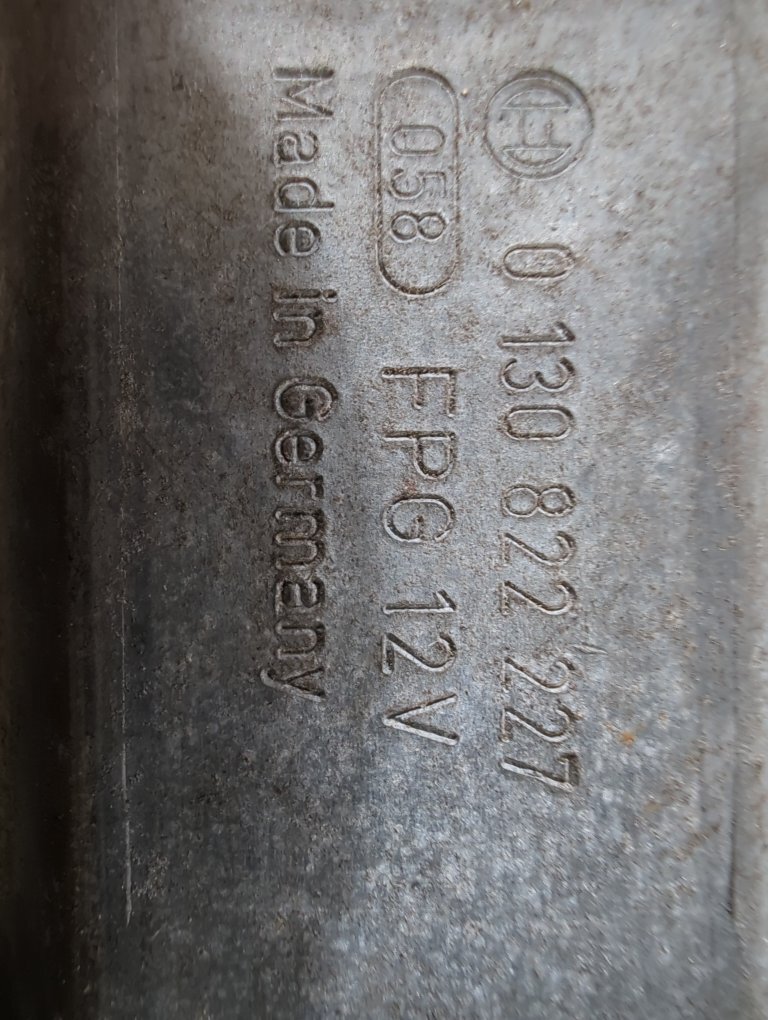 0 130 822 227
058 FPG 12V
Made in Germany